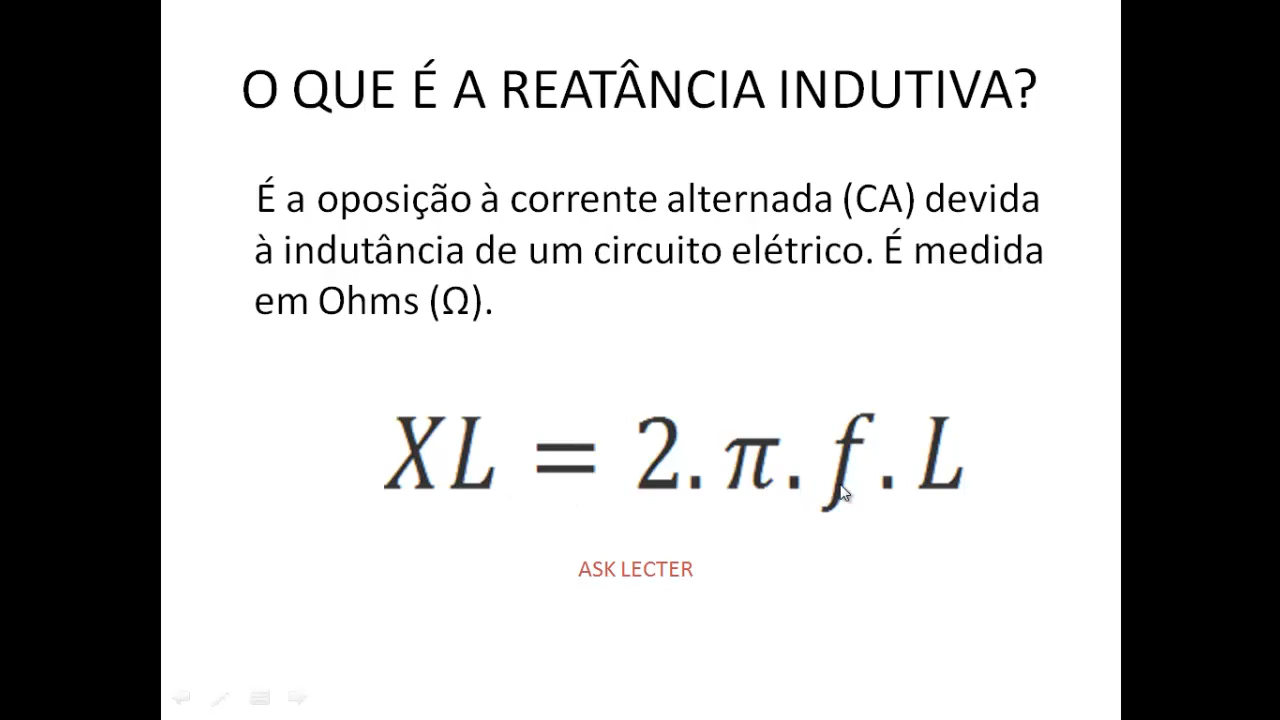 O QUE É A REATÂNCIA INDUTIVA?
É a oposição à corrente alternada (CA) devida
à indutância de um circuito elétrico. É medida
em Ohms (Ω).
XL = 2. π. f. L
ASK LECTER